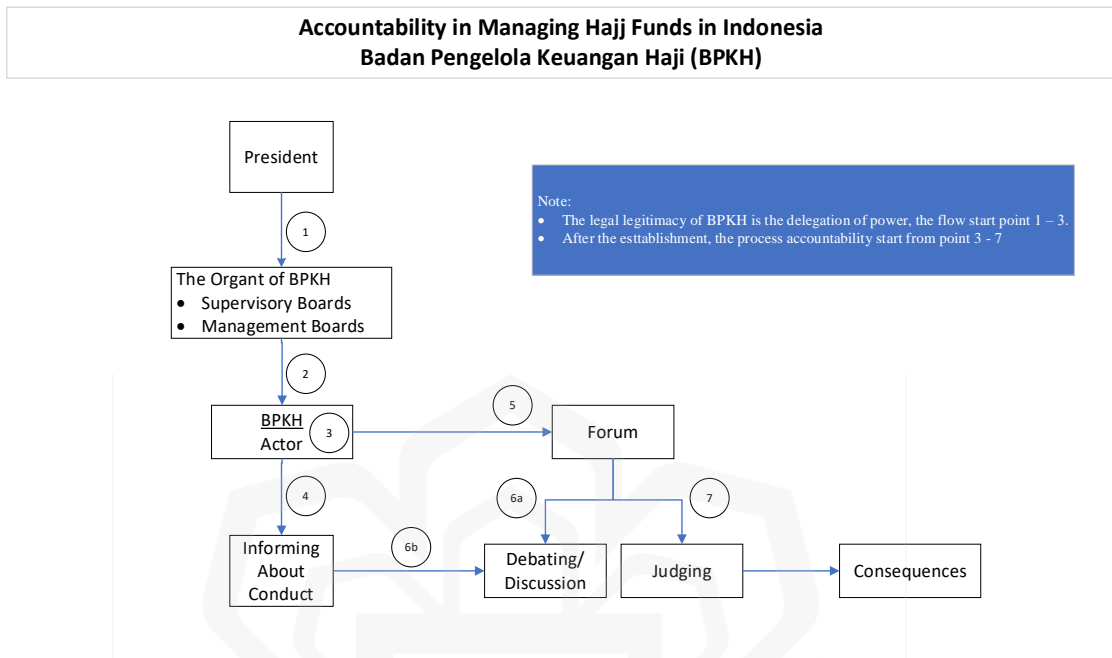 Accountability in Managing Hajj Funds in Indonesia
Badan Pengelola Keuangan Haji (BPKH)
President
Note:
• The legal legitimacy of BPKH is the delegation of power, the flow start point 1 – 3.
• After the esttablishment, the process accountability start from point 3 - 7
1
The Organt of BPKH
• Supervisory Boards
• Management Boards
2
BPKH
Actor
3
5
Forum
4
6a
7
Informing
About
Conduct
6b
Debating/
Discussion
Judging
Consequences